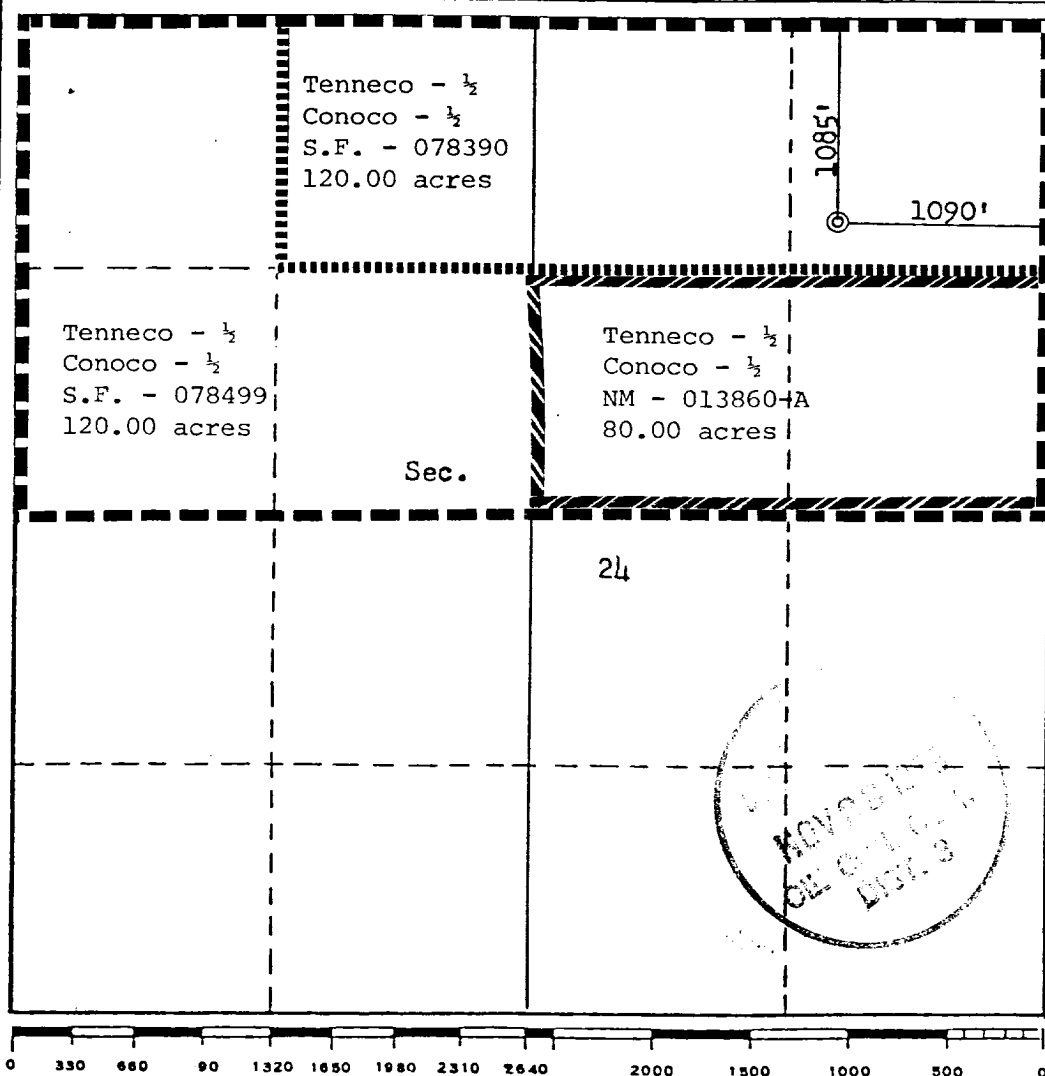 Tenneco - ½
Conoco - ½
S.F. - 078390
120.00 acres
1085'
1090'
Tenneco - ½
Conoco - ½
S.F. - 078499
120.00 acres
Tenneco - ½
Conoco - ½
NM - 013860-A
80.00 acres
Sec.
24
DIST. 3
0 330 660 90 1320 1650 1980 2310 2640 2000 1500 1000 500 0